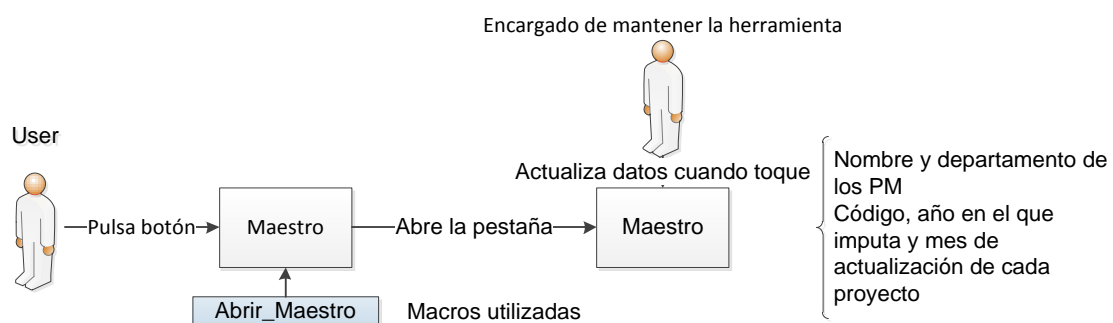 Encargado de mantener la herramienta
User
Actualiza datos cuando toque
Pulsa botón
Maestro
Abre la pestaña
Maestro
Nombre y departamento de
los PM
Código, año en el que
imputa y mes de
actualización de cada
proyecto
Abrir_Maestro
Macros utilizadas